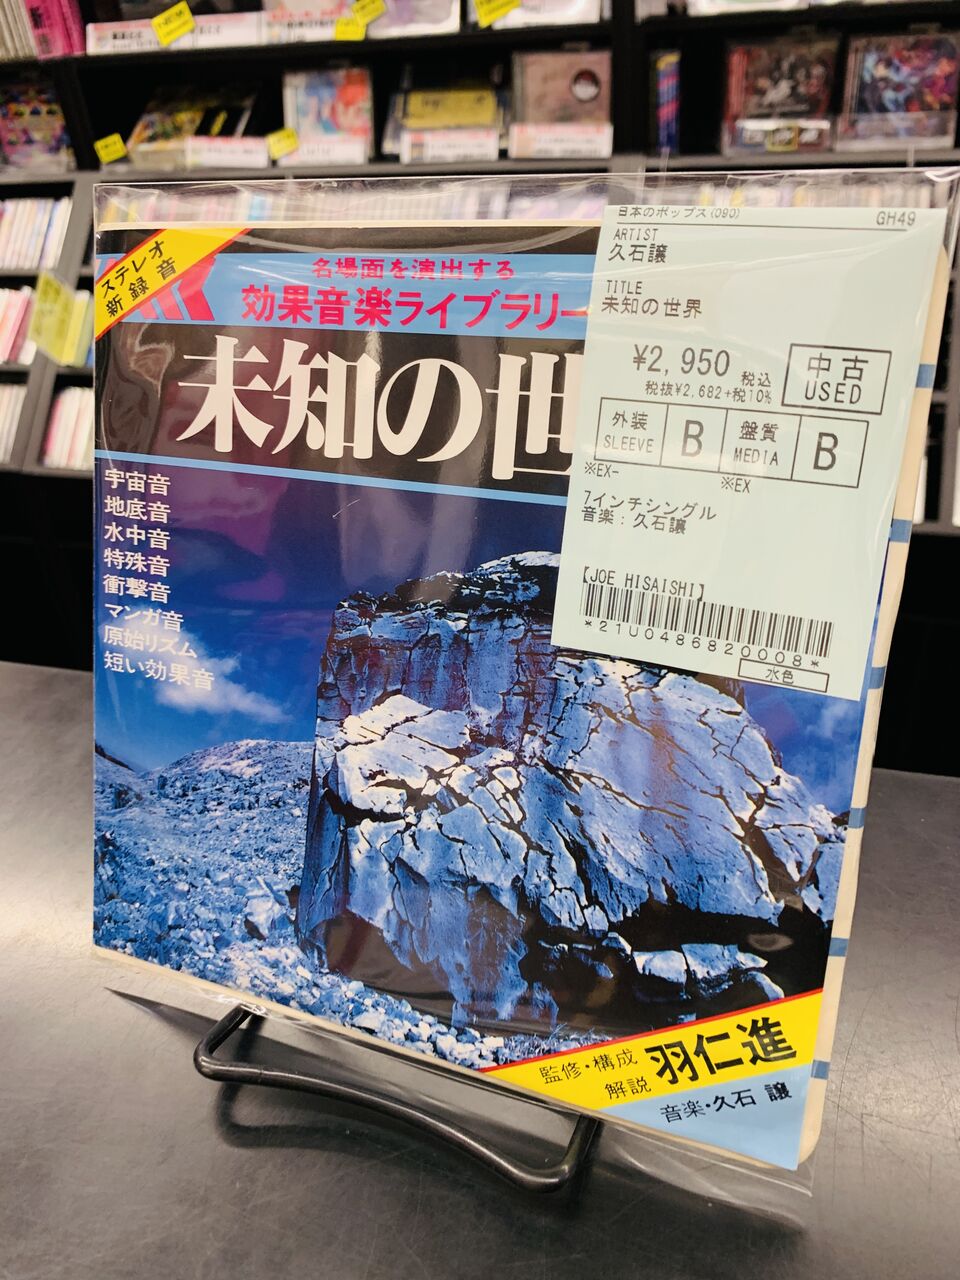 ステレオ
新録音
名場面を演出する
効果音楽ライブラリー
未知の世
宇宙音
地底音
水中音
特殊音
衝撃音
マンガ音
原始リズム
短い効果音
監修・構成
解説
羽仁進
音楽・久石 譲
日本のポップス(090)
GH49
ARTIST
久石譲
TITLE
未知の世界
¥2,950 税込
税抜¥2,682+税10%
中古
USED
外装
SLEEVE
B
盤質
MEDIA
B
※EX-
※EX
7インチシングル
音楽:久石譲
【JOE HISAISHI】
*21U0486820008*
水色